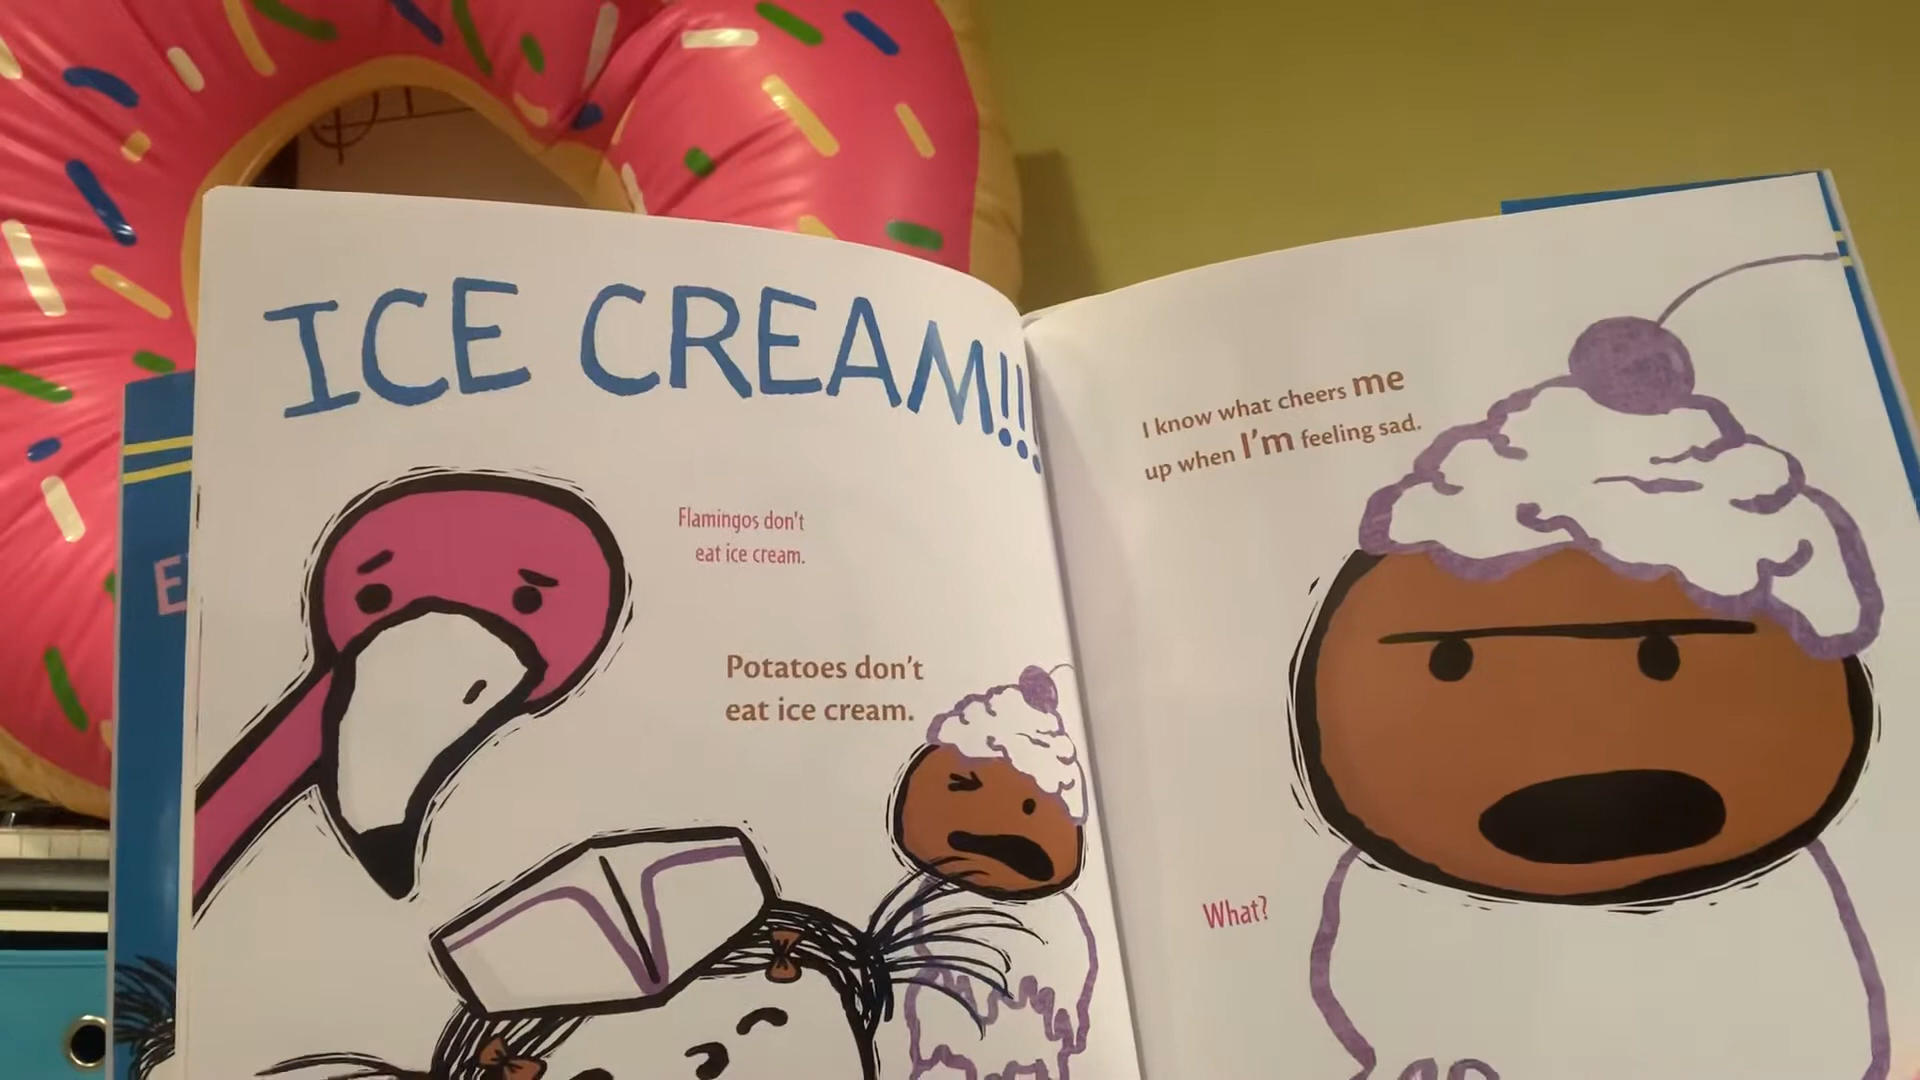 ICE CREAM!!!
Flamingos don't
eat ice cream.
Potatoes don't
eat ice cream.
I know what cheers me
up when I'm feeling sad.
What?